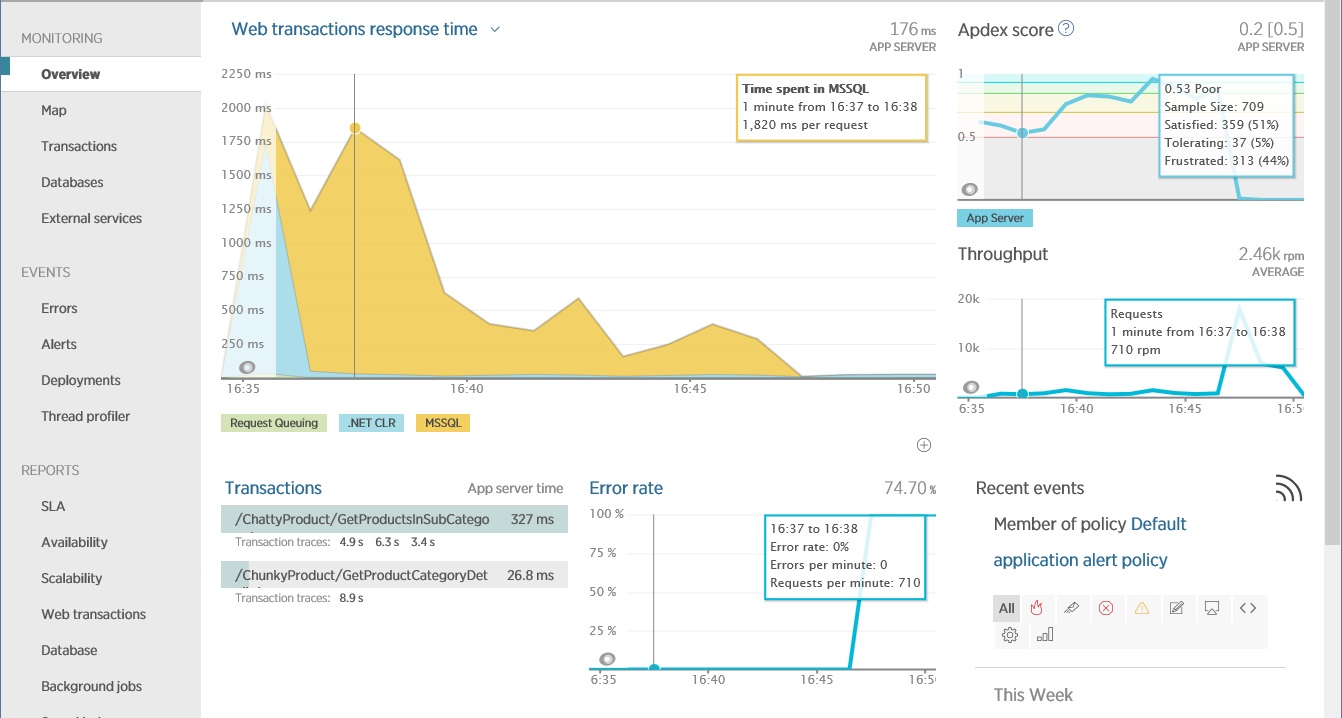 MONITORING
Overview
Map
Transactions
Databases
External services
EVENTS
Errors
Alerts
Deployments
Thread profiler
REPORTS
SLA
Availability
Scalability
Web transactions
Database
Background jobs
Web transactions response time
176 ms
APP SERVER
2250 ms
2000 ms
1750 ms
1500 ms
1250 ms
1000 ms
750 ms
500 ms
250 ms
Time spent in MSSQL
1 minute from 16:37 to 16:38
1,820 ms per request
16:35 16:40 16:45 16:50
Request Queuing .NET CLR MSSQL
Apdex score ?
0.2 [0.5]
APP SERVER
1
0.5
0.53 Poor
Sample Size: 709
Satisfied: 359 (51%)
Tolerating: 37 (5%)
Frustrated: 313 (44%)
App Server
Throughput
2.46k rpm
AVERAGE
20k
10k
Requests
1 minute from 16:37 to 16:38
710 rpm
6:35 16:40 16:45 16:5
Transactions App server time
/ChattyProduct/GetProductsInSubCatego 327 ms
Transaction traces: 4.9 s 6.3 s 3.4 s
/ChunkyProduct/GetProductCategoryDet 26.8 ms
Transaction traces: 8.9 s
Error rate 74.70 %
100 %
75 %
50 %
25 %
16:37 to 16:38
Error rate: 0%
Errors per minute: 0
Requests per minute: 710
6:35 16:40 16:45 16:5
Recent events
Member of policy Default
application alert policy
All
This Week